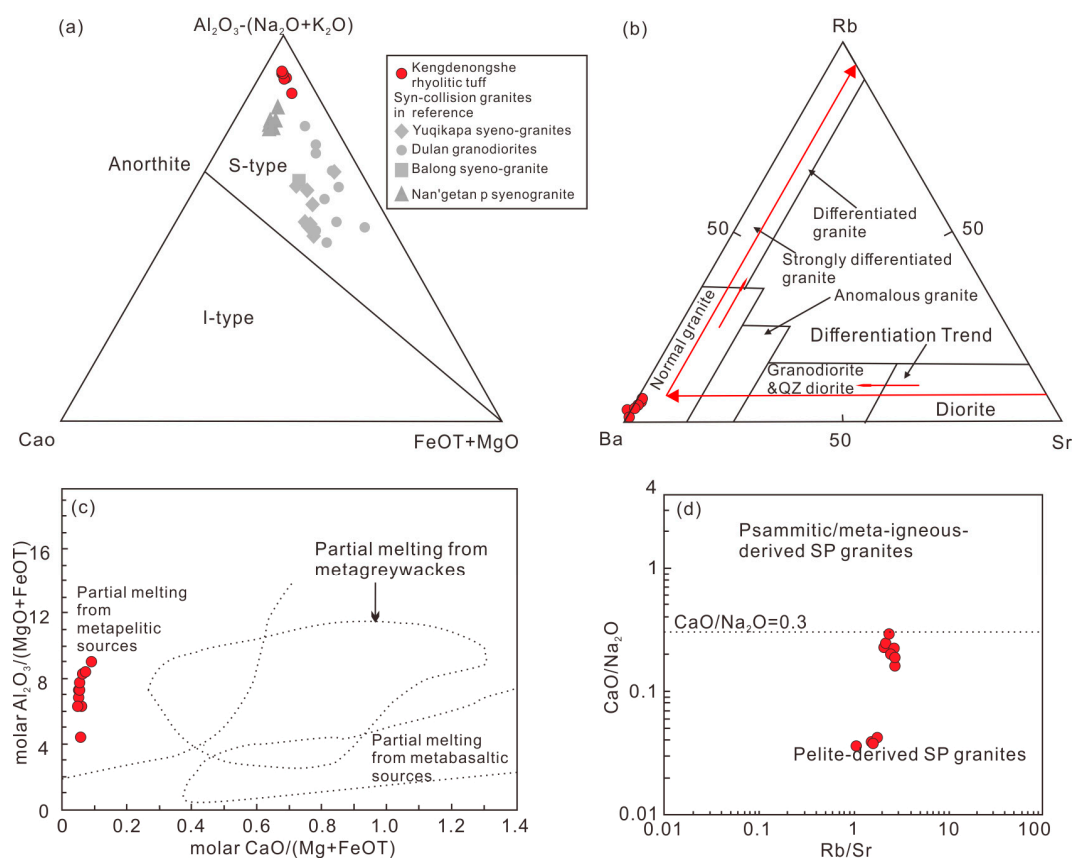 (a)
Al₂O₃-(Na₂O+K₂O)
Kengdenongshe
rhyolitic tuff
Syn-collision granites
in reference
Yuqikapa syeno-granites
Dulan granodiorites
Balong syeno-granite
Nan'getan p syenogranite
Anorthite
S-type
I-type
Cao
FeOT+MgO
(b)
Rb
50
50
Differentiated
granite
Strongly differentiated
granite
Anomalous granite
Normal granite
Differentiation Trend
Granodiorite
&QZ diorite
Diorite
Ba
50
Sr
(c)
molar Al₂O₃/(MgO+FeOT)
16
12
8
4
0
Partial melting from
metagreywackes
Partial melting
from
metapelitic
sources
Partial melting
from metabasaltic
sources
0 0.2 0.4 0.6 0.8 1.0 1.2 1.4
molar CaO/(Mg+FeOT)
(d)
CaO/Na₂O
4
1
0.1
0.01
Psammitic/meta-igneous-
derived SP granites
CaO/Na₂O=0.3
Pelite-derived SP granites
0.01 0.1 1 10 100
Rb/Sr